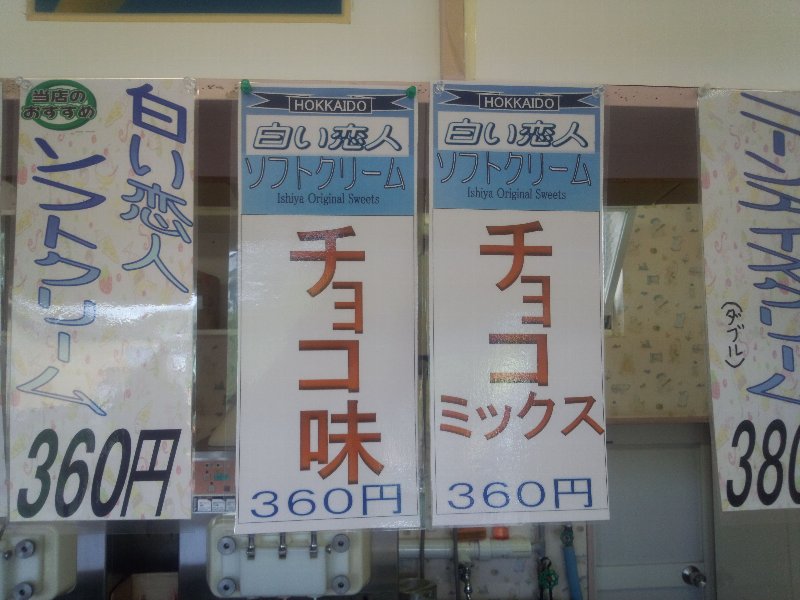 当店の
おすすめ
白い恋人
ソフトクリーム
360円
HOKKAIDO
白い恋人
ソフトクリーム
Ishiya Original Sweets
チョコ味
360円
HOKKAIDO
白い恋人
ソフトクリーム
Ishiya Original Sweets
チョコ
ミックス
360円
(ダブル)
380